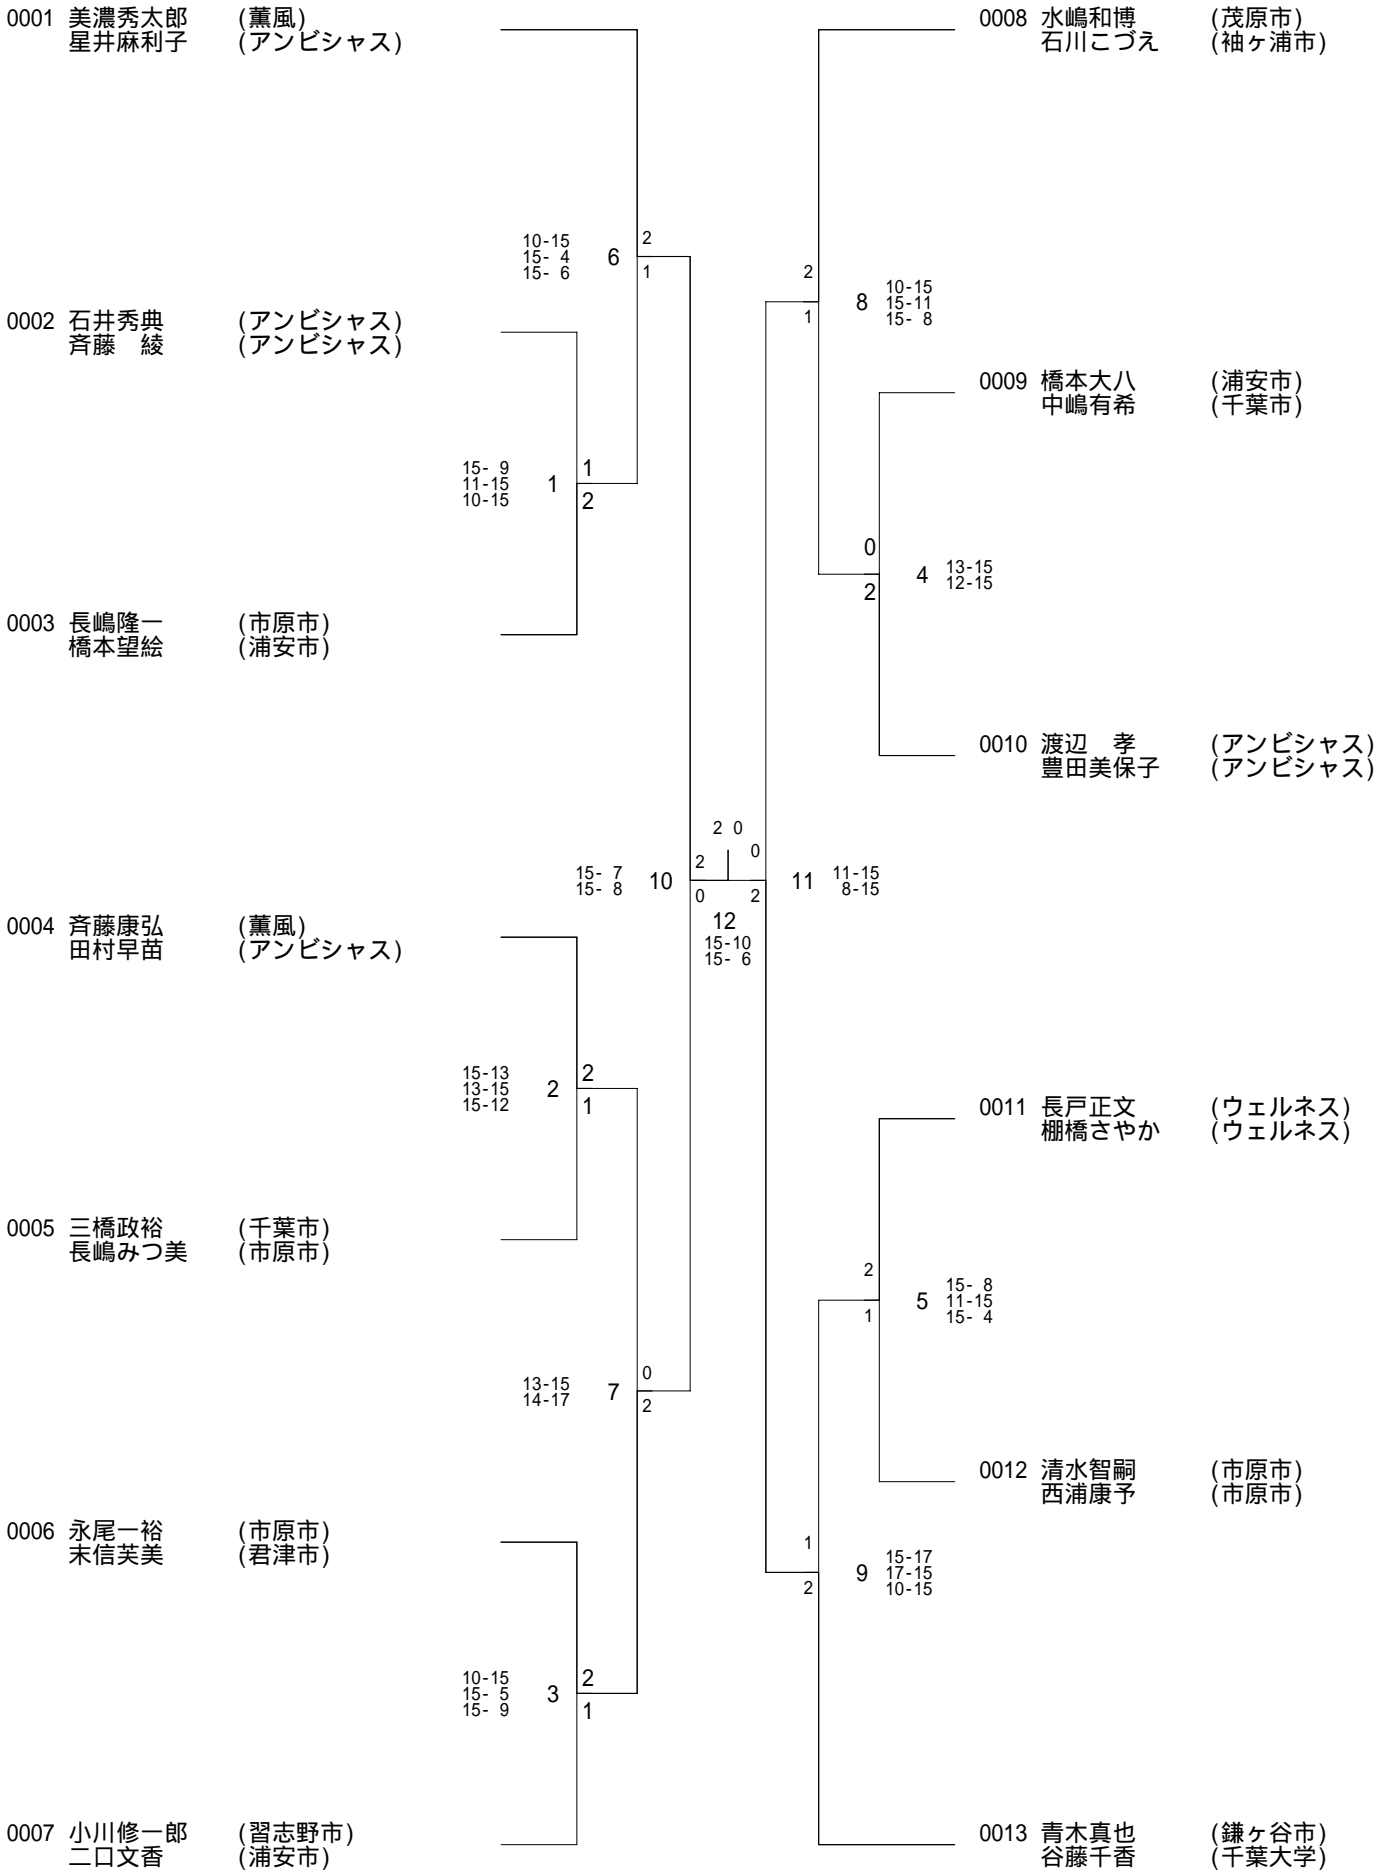 0001 美濃秀太郎 (薫風)
星井麻利子 (アンビシャス)
10-15
15- 4
15- 6
6
2
1
0002 石井秀典 (アンビシャス)
斉藤　綾 (アンビシャス)
15- 9
11-15
10-15
1
1
2
0003 長嶋隆一 (市原市)
橋本望絵 (浦安市)
15- 7
15- 8
10
2
0
0004 斉藤康弘 (薫風)
田村早苗 (アンビシャス)
15-13
13-15
15-12
2
2
1
0005 三橋政裕 (千葉市)
長嶋みつ美 (市原市)
13-15
14-17
7
0
2
0006 永尾一裕 (市原市)
末信芙美 (君津市)
10-15
15- 5
15- 9
3
2
1
0007 小川修一郎 (習志野市)
二口文香 (浦安市)
2 0
12
15-10
15- 6
0008 水嶋和博 (茂原市)
石川こづえ (袖ヶ浦市)
2
1
8
10-15
15-11
15- 8
0009 橋本大八 (浦安市)
中嶋有希 (千葉市)
0
2
4
13-15
12-15
0010 渡辺　孝 (アンビシャス)
豊田美保子 (アンビシャス)
0
2
11
11-15
8-15
0011 長戸正文 (ウェルネス)
棚橋さやか (ウェルネス)
2
1
5
15- 8
11-15
15- 4
0012 清水智嗣 (市原市)
西浦康予 (市原市)
1
2
9
15-17
17-15
10-15
0013 青木真也 (鎌ヶ谷市)
谷藤千香 (千葉大学)